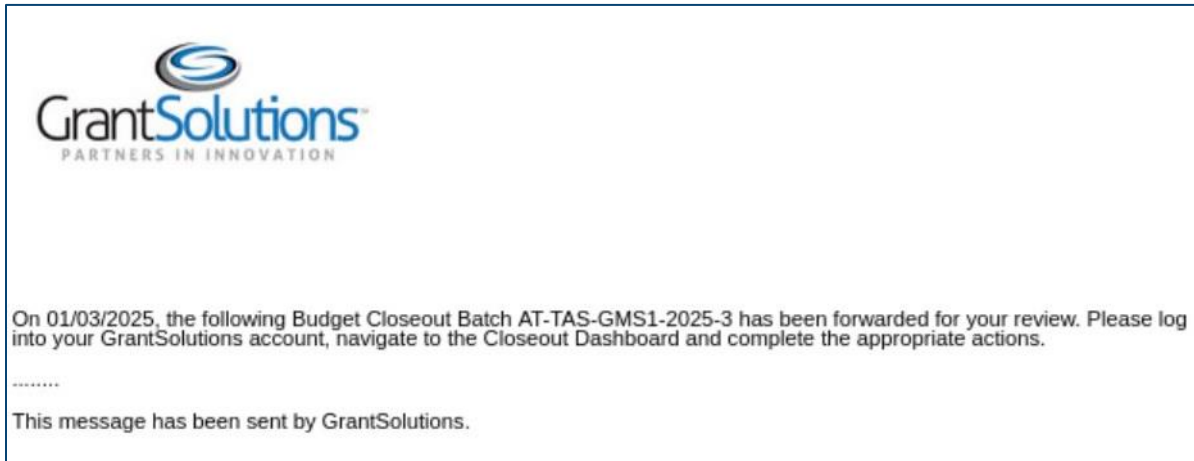 GrantSolutions™
PARTNERS IN INNOVATION
On 01/03/2025, the following Budget Closeout Batch AT-TAS-GMS1-2025-3 has been forwarded for your review. Please log
into your GrantSolutions account, navigate to the Closeout Dashboard and complete the appropriate actions.
........
This message has been sent by GrantSolutions.